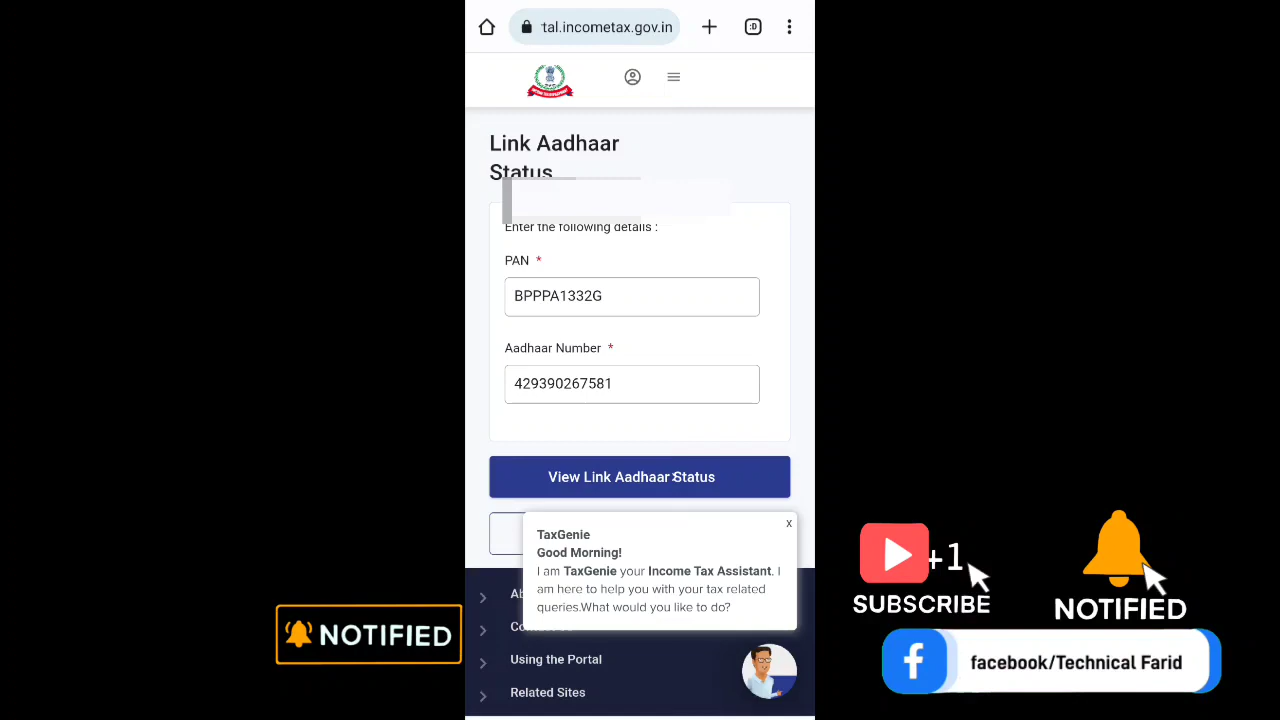 tal.incometax.gov.in
:D
Link Aadhaar
Status
Enter the following details :
PAN *
BPPPA1332G
Aadhaar Number *
429390267581
View Link Aadhaar Status
X
TaxGenie
Good Morning!
I am TaxGenie your Income Tax Assistant. I
am here to help you with your tax related
queries.What would you like to do?
Using the Portal
Related Sites
NOTIFIED
+1
SUBSCRIBE
NOTIFIED
facebook/Technical Farid